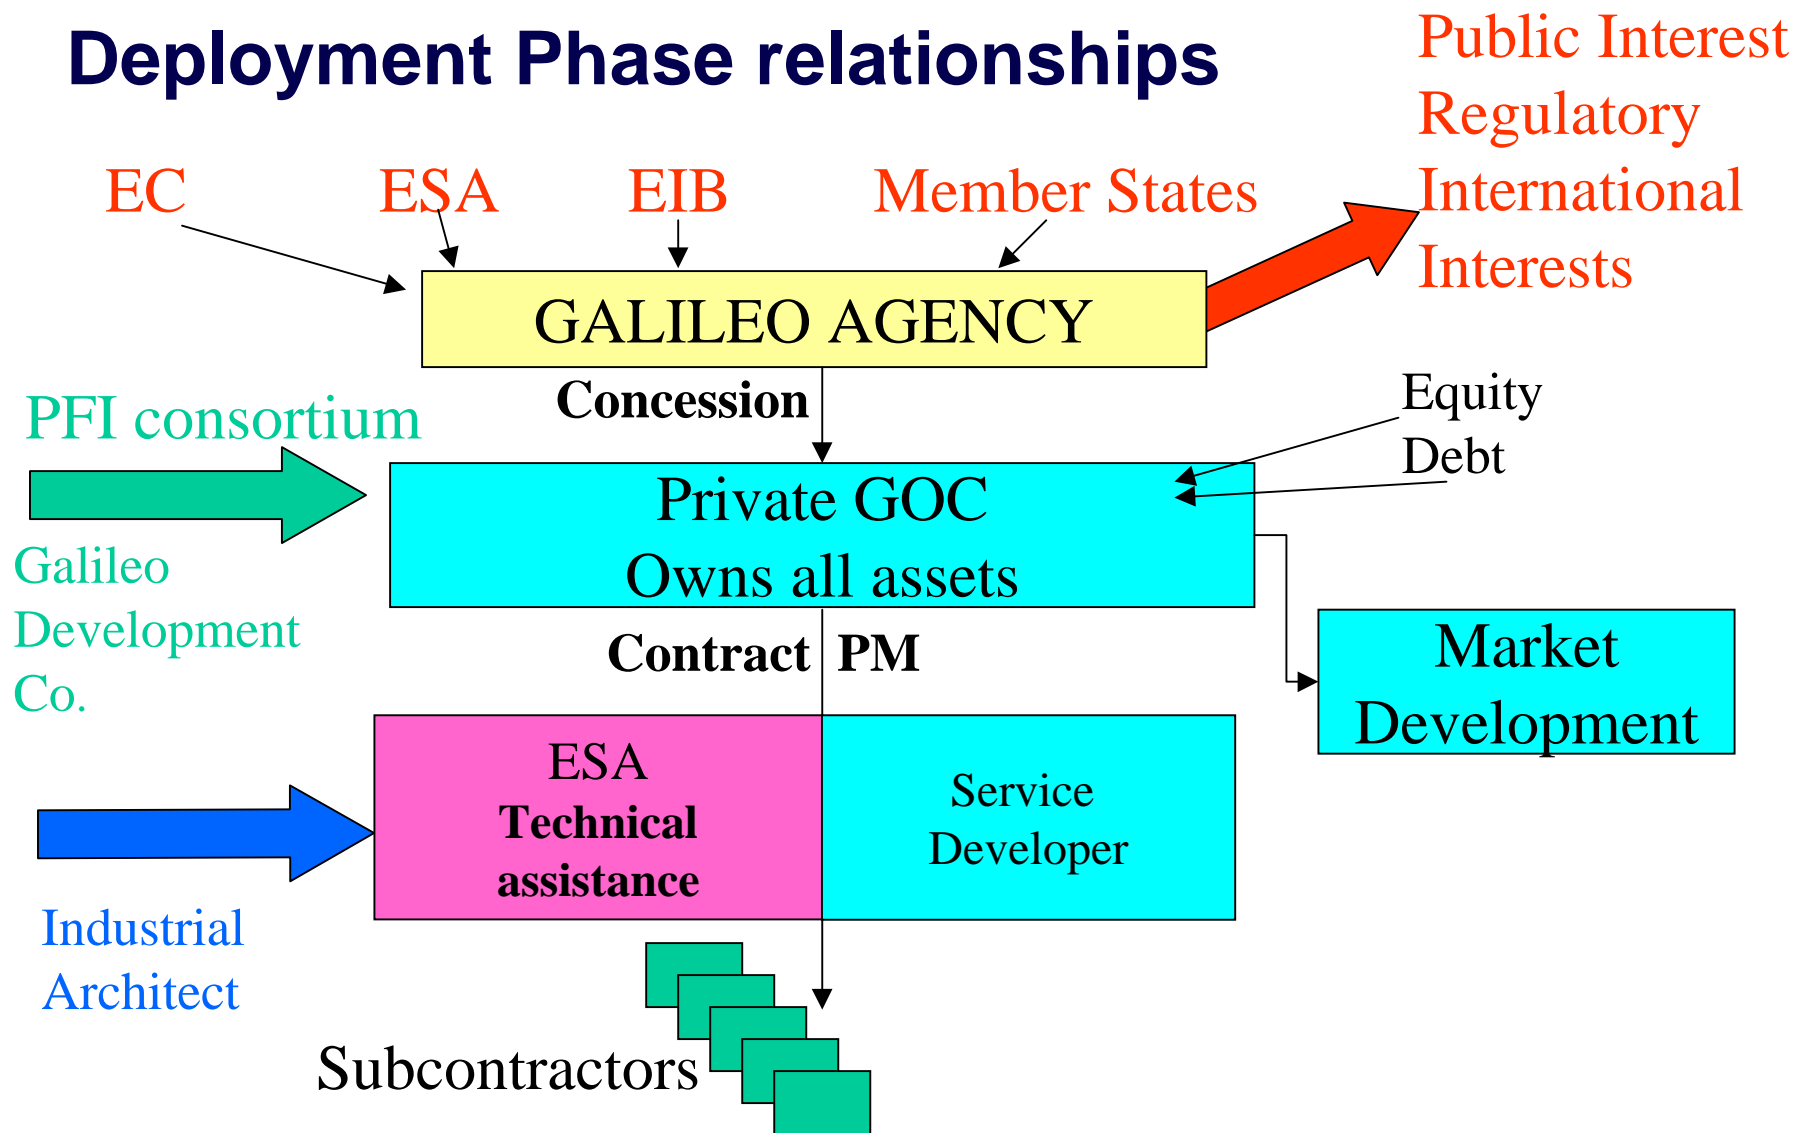 Deployment Phase relationships
Public Interest
Regulatory
International
Interests
EC
ESA
EIB
Member States
GALILEO AGENCY
Concession
Equity
Debt
PFI consortium
Galileo
Development
Co.
Private GOC
Owns all assets
Contract PM
Market
Development
ESA
Technical
assistance
Service
Developer
Industrial
Architect
Subcontractors